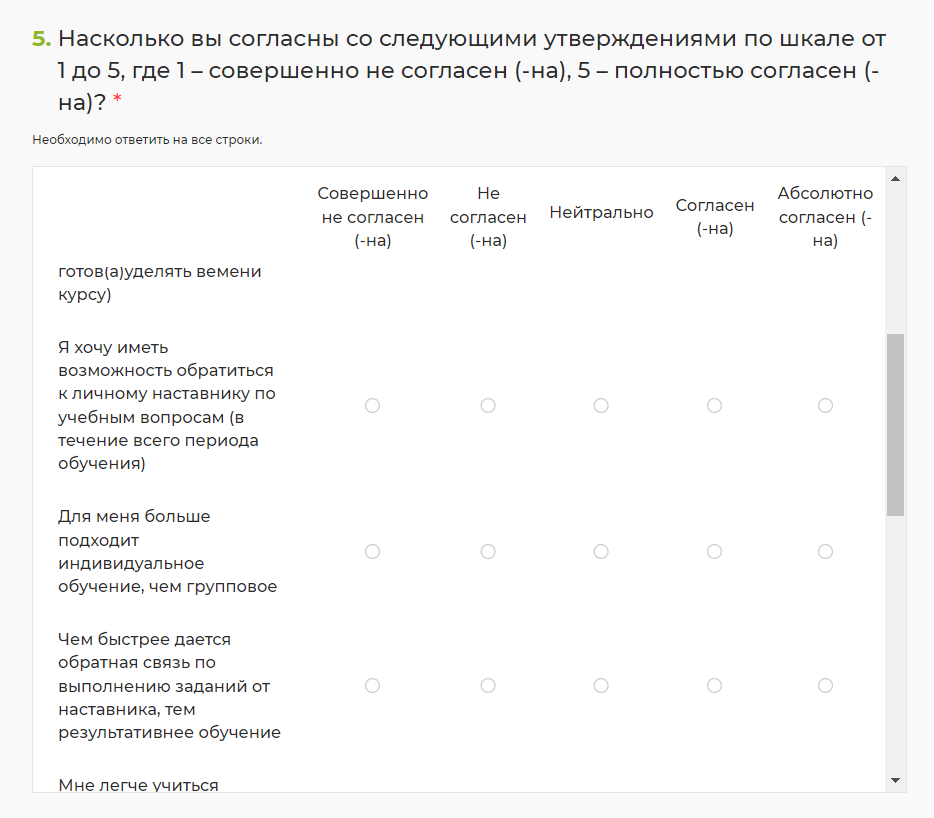 5. Насколько вы согласны со следующими утверждениями по шкале от
1 до 5, где 1 – совершенно не согласен (-на), 5 – полностью согласен (-
на)? *
Необходимо ответить на все строки.
Совершенно
не согласен
(-на)
Не
согласен
(-на)
Нейтрально
Согласен
(-на)
Абсолютно
согласен (-
на)
готов(а)уделять вемени
курсу)
Я хочу иметь
возможность обратиться
к личному наставнику по
учебным вопросам (в
течение всего периода
обучения)
Для меня больше
подходит
индивидуальное
обучение, чем групповое
Чем быстрее дается
обратная связь по
выполнению заданий от
наставника, тем
результативнее обучение
Мне легче учиться